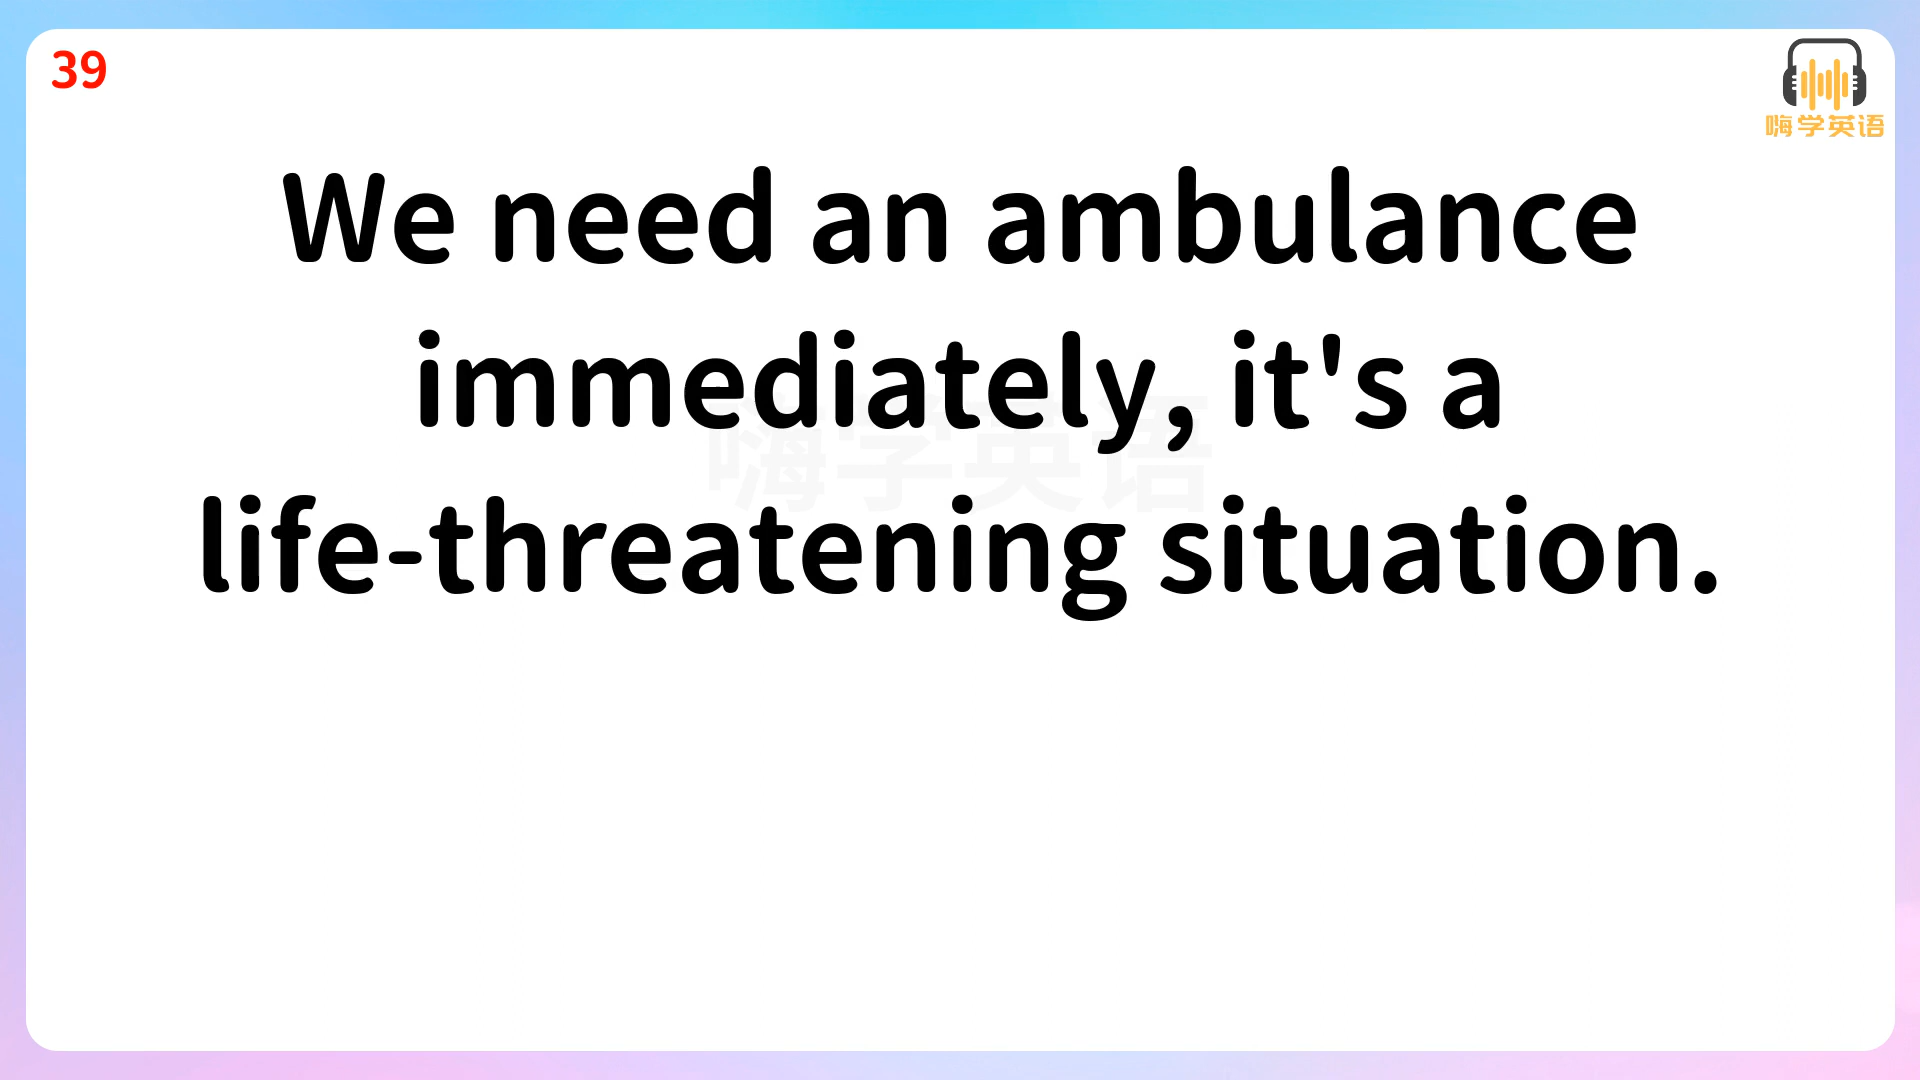 39
嗨学英语
We need an ambulance
immediately, it's a
嗨学英语
life-threatening situation.